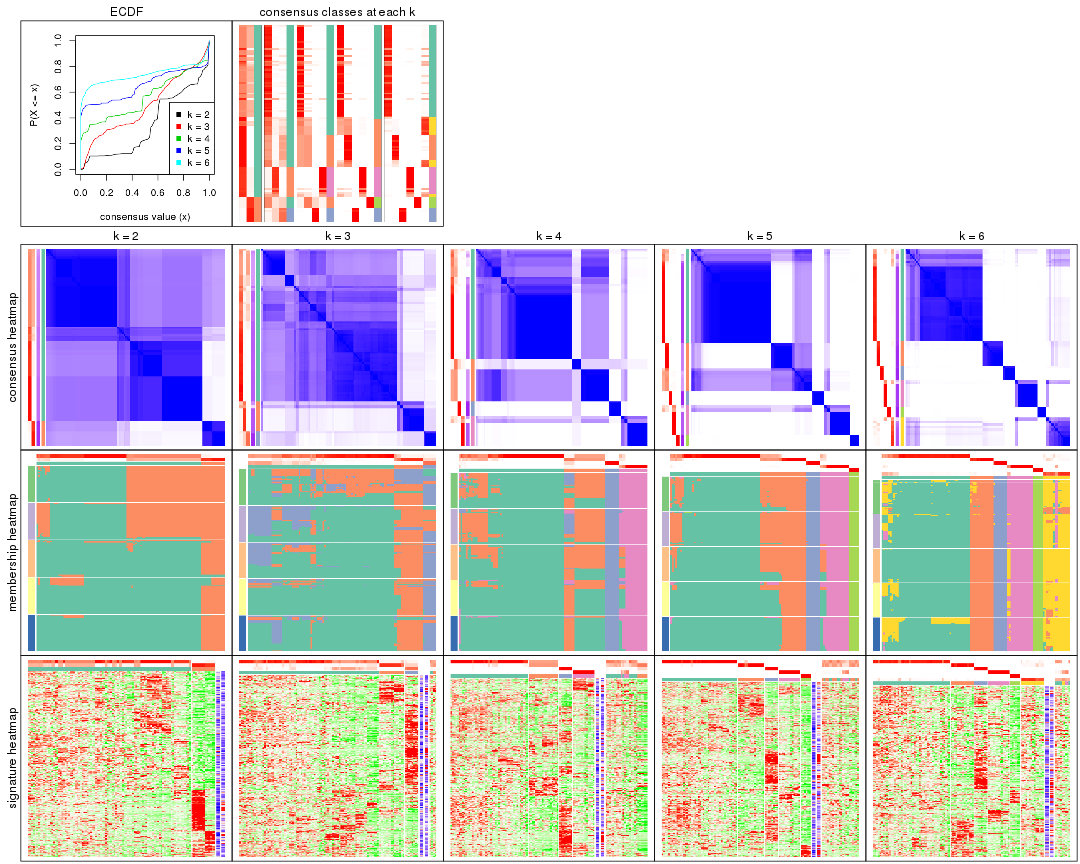 ECDF
consensus classes at each k
P(X <= x)
0.0 0.2 0.4 0.6 0.8 1.0
k = 2
k = 3
k = 4
k = 5
k = 6
0.0 0.2 0.4 0.6 0.8 1.0
consensus value (x)
k = 2 k = 3 k = 4 k = 5 k = 6
consensus heatmap
membership heatmap
signature heatmap